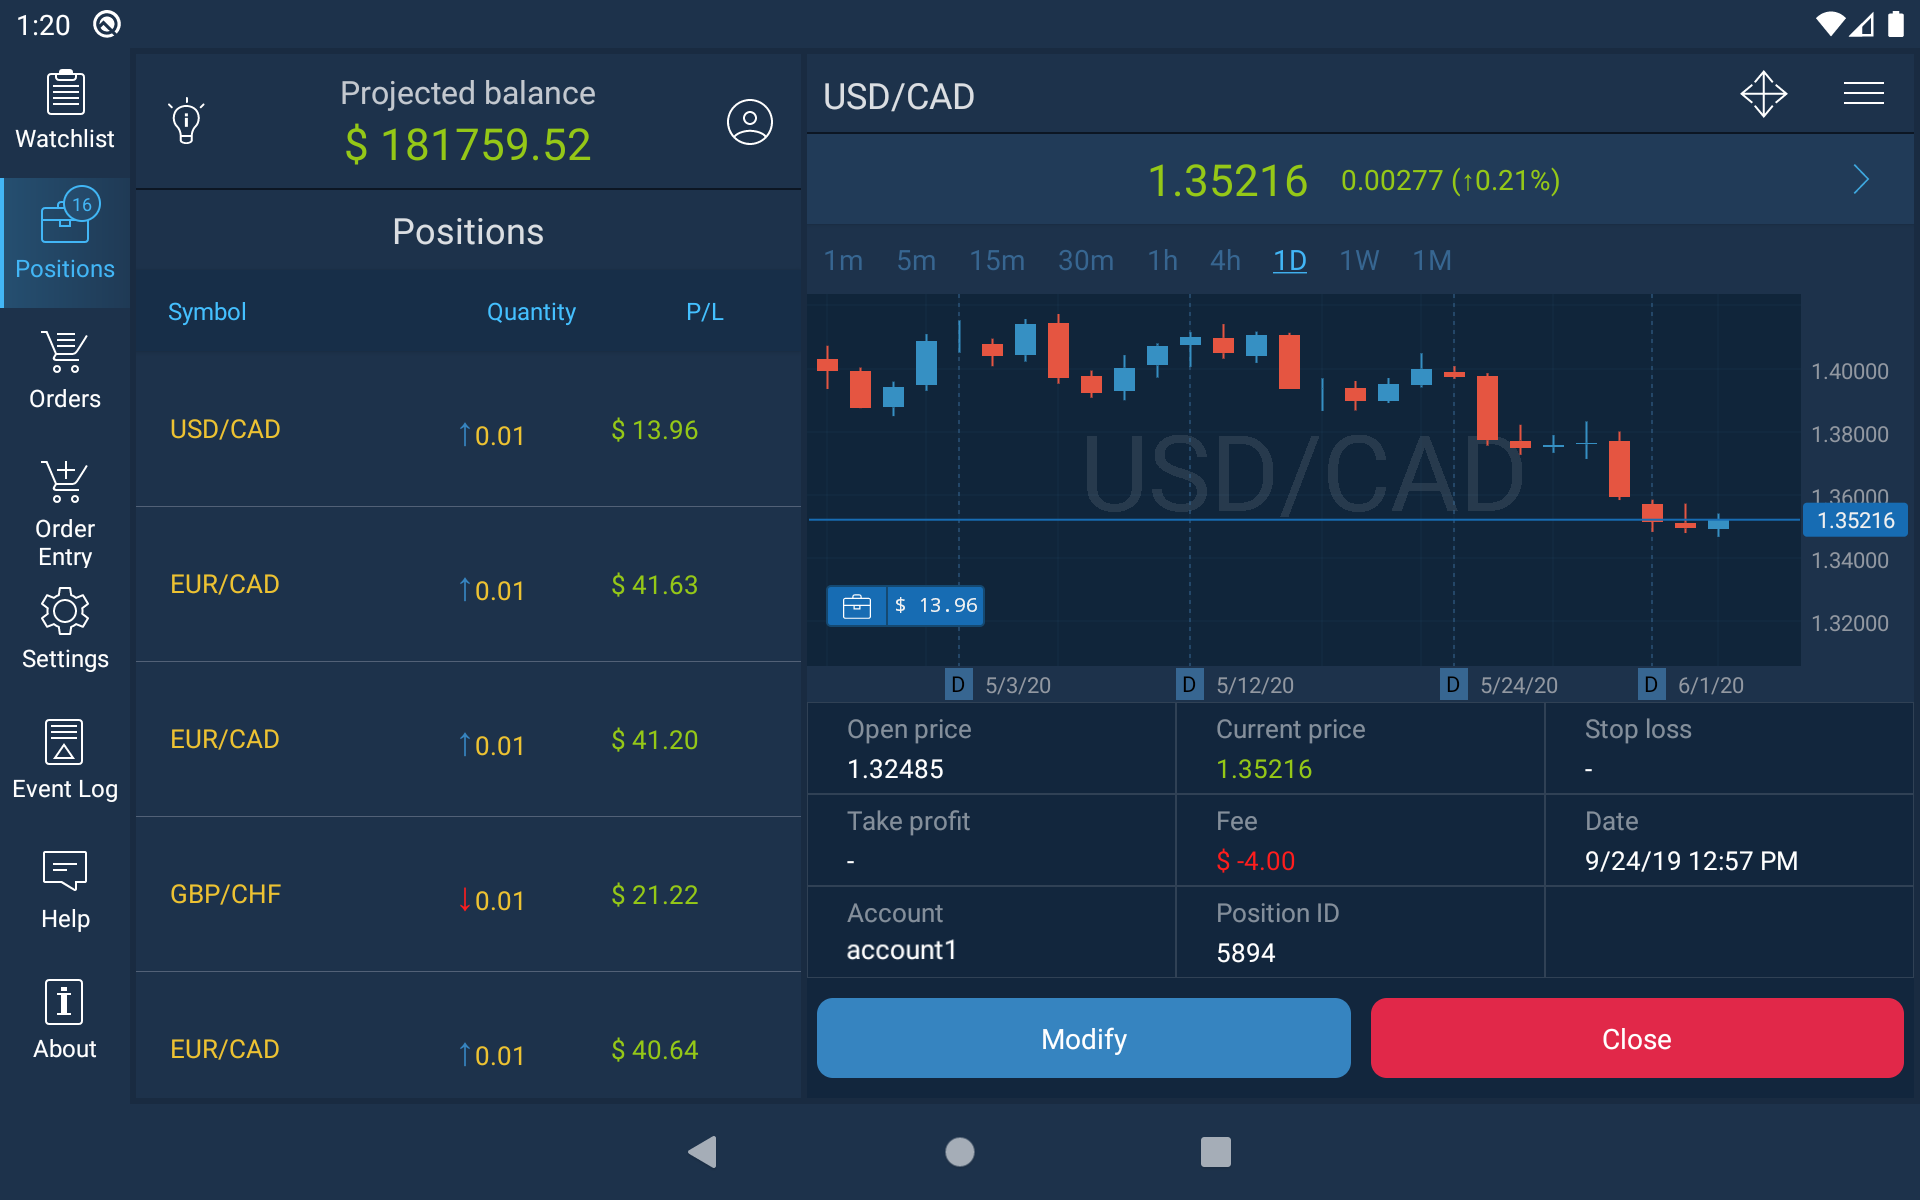 1:20
Watchlist
16
Positions
Orders
Order
Entry
Settings
Event Log
Help
About
Projected balance
$ 181759.52
Positions
Symbol Quantity P/L
USD/CAD ↑0.01 $ 13.96
EUR/CAD ↑0.01 $ 41.63
EUR/CAD ↑0.01 $ 41.20
GBP/CHF ↓0.01 $ 21.22
EUR/CAD ↑0.01 $ 40.64
USD/CAD
1.35216 0.00277 (↑0.21%)
1m 5m 15m 30m 1h 4h 1D 1W 1M
USD/CAD
1.40000
1.38000
1.36000
1.35216
1.34000
1.32000
$ 13.96
D 5/3/20 D 5/12/20 D 5/24/20 D 6/1/20
Open price Current price Stop loss
1.32485 1.35216 -
Take profit Fee Date
- $ -4.00 9/24/19 12:57 PM
Account Position ID
account1 5894
Modify Close